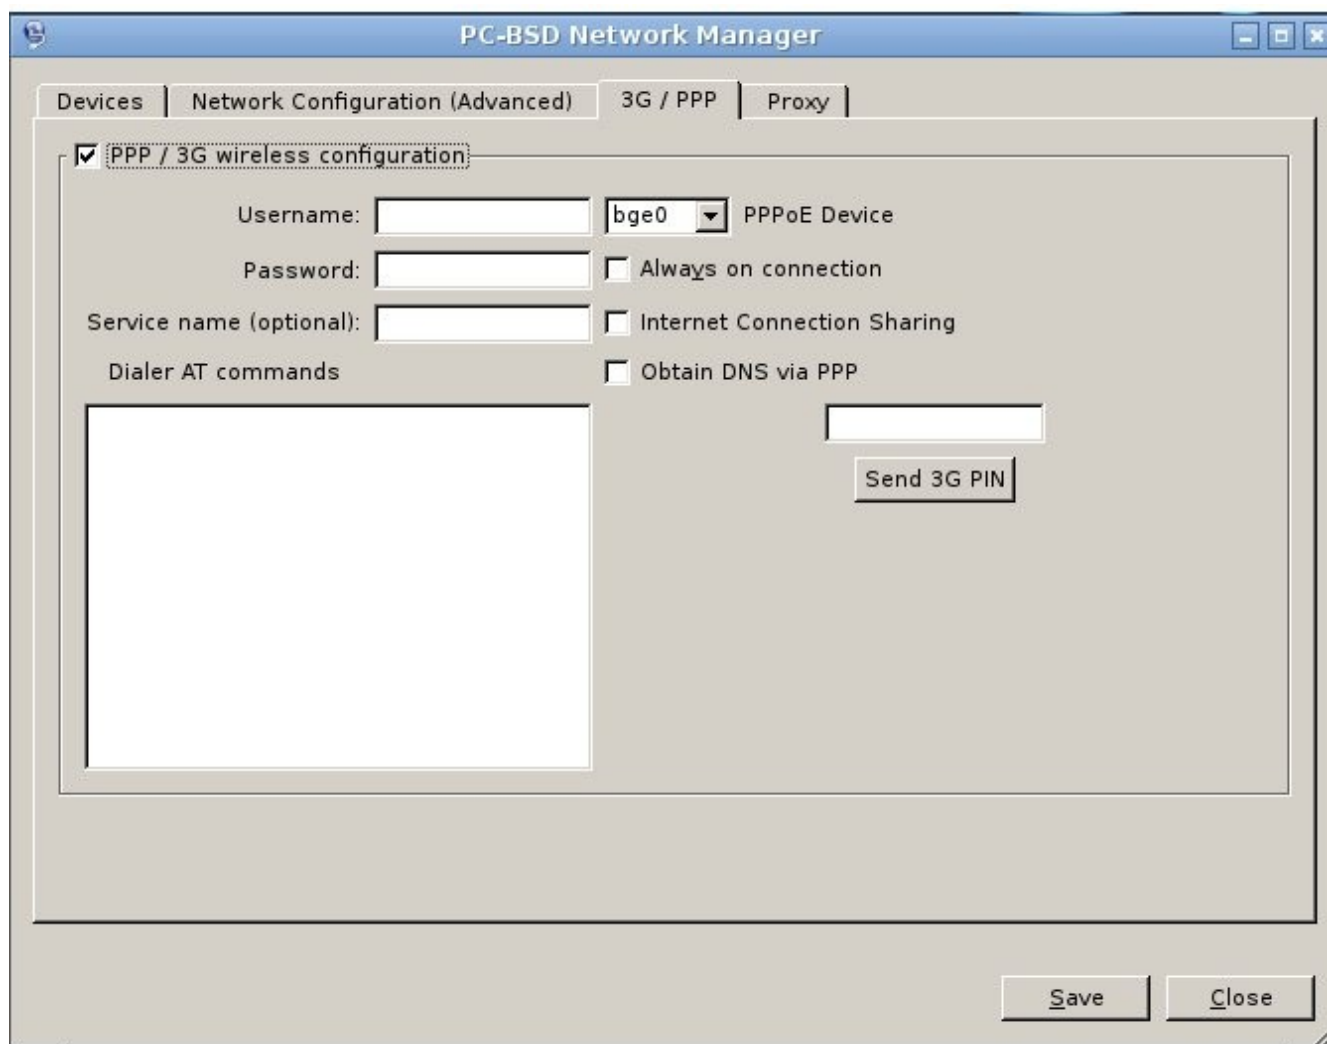 PC-BSD Network Manager
Devices Network Configuration (Advanced) 3G / PPP Proxy
PPP / 3G wireless configuration
Username: bge0 PPPoE Device
Password: Always on connection
Service name (optional): Internet Connection Sharing
Dialer AT commands Obtain DNS via PPP
Send 3G PIN
Save Close